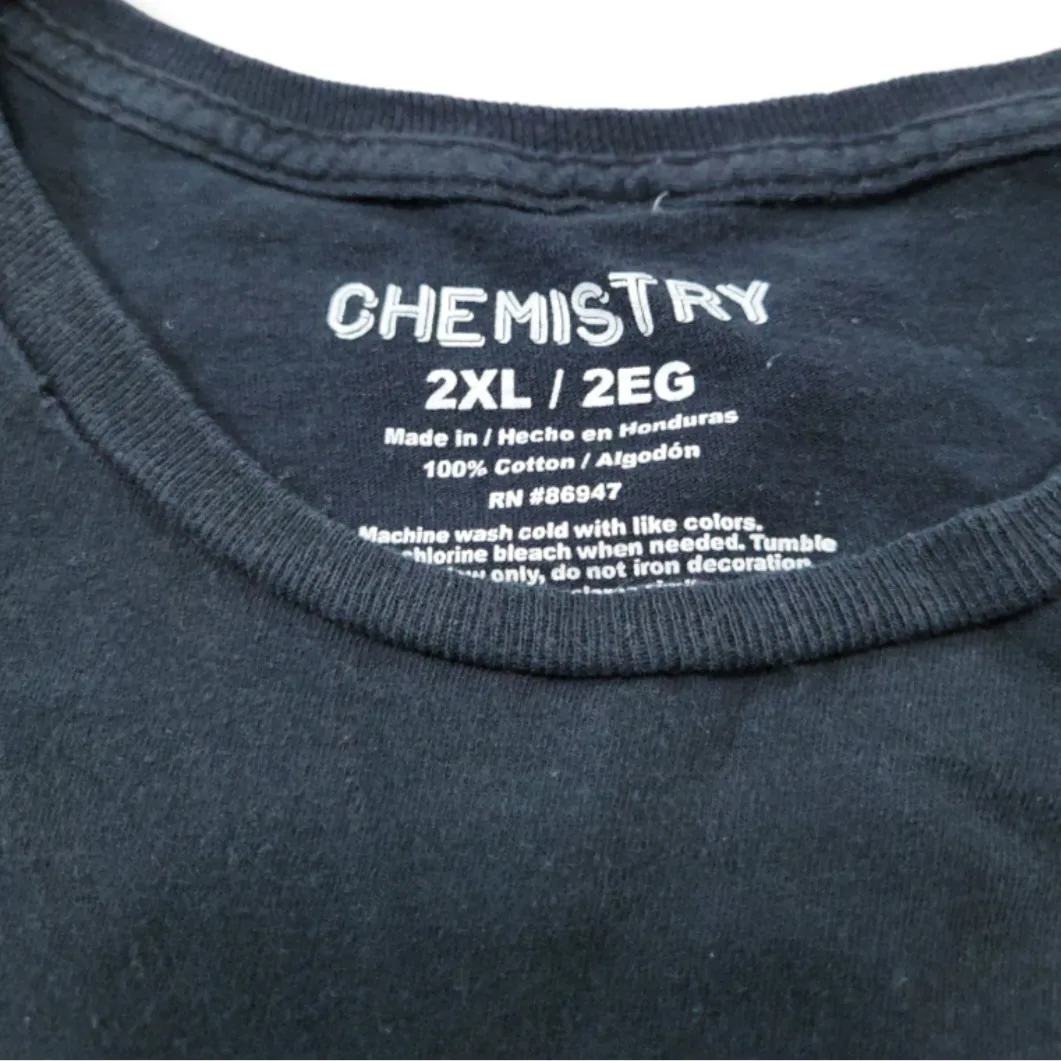 CHEMISTRY
2XL / 2EG
Made in / Hecho en Honduras
100% Cotton / Algodón
RN #86947
Machine wash cold with like colors.
chlorine bleach when needed. Tumble
only, do not iron decoration